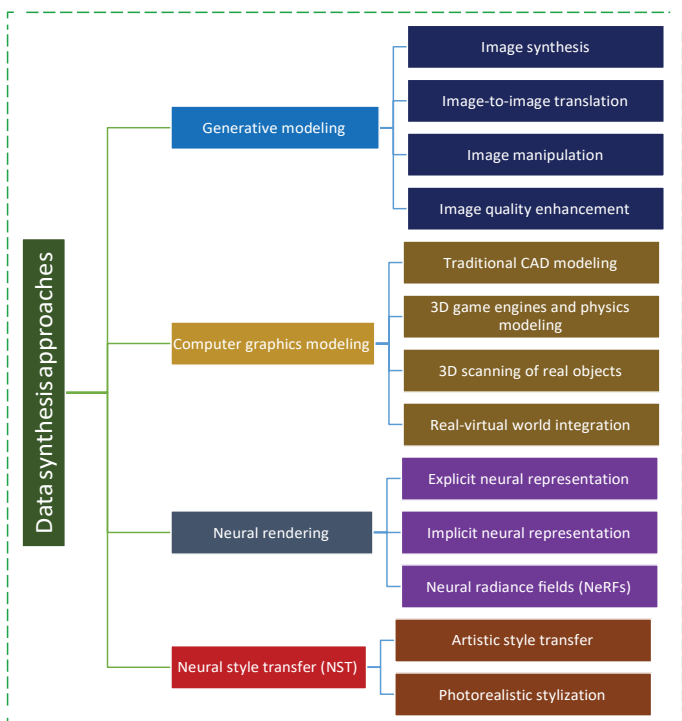 Data synthesis approaches
Generative modeling
Image synthesis
Image-to-image translation
Image manipulation
Image quality enhancement
Computer graphics modeling
Traditional CAD modeling
3D game engines and physics
modeling
3D scanning of real objects
Real-virtual world integration
Neural rendering
Explicit neural representation
Implicit neural representation
Neural radiance fields (NeRFs)
Neural style transfer (NST)
Artistic style transfer
Photorealistic stylization